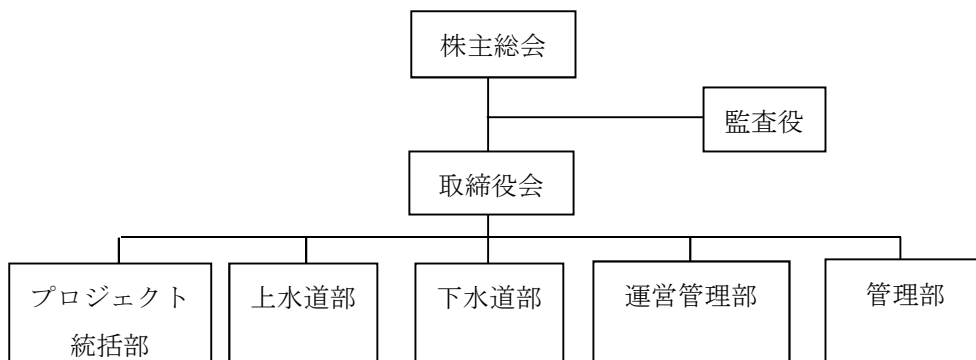 株主総会
監査役
取締役会
プロジェクト
統括部
上水道部
下水道部
運営管理部
管理部